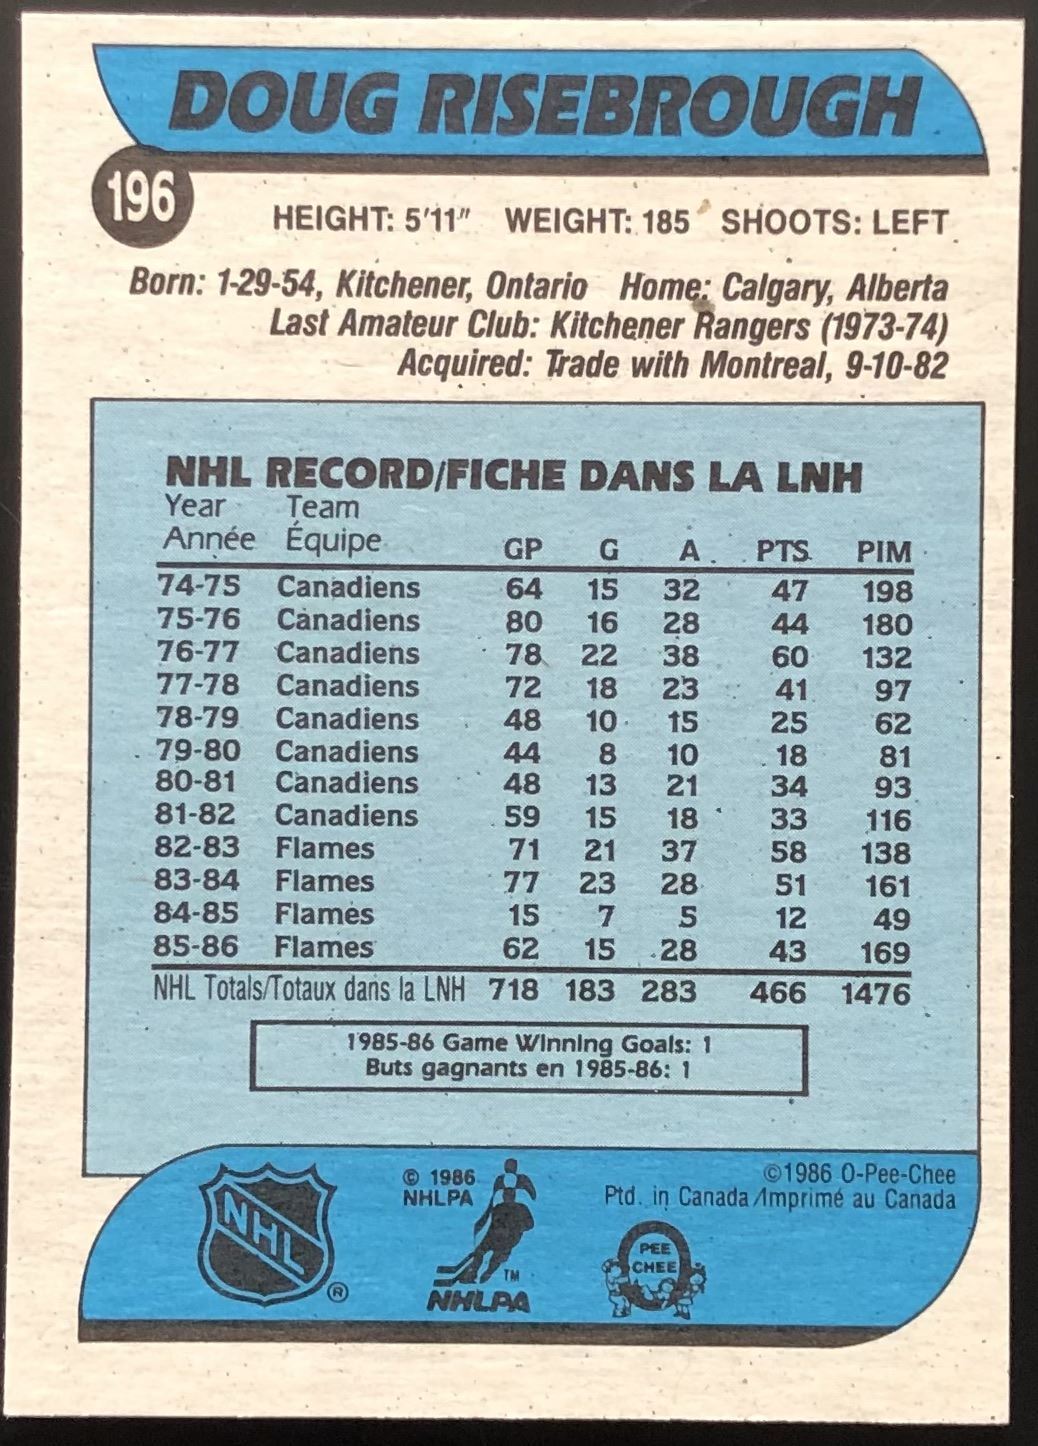 DOUG RISEBROUGH
196
HEIGHT: 5'11" WEIGHT: 185 SHOOTS: LEFT
Born: 1-29-54, Kitchener, Ontario Home: Calgary, Alberta
Last Amateur Club: Kitchener Rangers (1973-74)
Acquired: Trade with Montreal, 9-10-82
NHL RECORD/FICHE DANS LA LNH
Year Team
Année Équipe GP G A PTS PIM
74-75 Canadiens 64 15 32 47 198
75-76 Canadiens 80 16 28 44 180
76-77 Canadiens 78 22 38 60 132
77-78 Canadiens 72 18 23 41 97
78-79 Canadiens 48 10 15 25 62
79-80 Canadiens 44 8 10 18 81
80-81 Canadiens 48 13 21 34 93
81-82 Canadiens 59 15 18 33 116
82-83 Flames 71 21 37 58 138
83-84 Flames 77 23 28 51 161
84-85 Flames 15 7 5 12 49
85-86 Flames 62 15 28 43 169
NHL Totals/Totaux dans la LNH 718 183 283 466 1476
1985-86 Game Winning Goals: 1
Buts gagnants en 1985-86: 1
NHL
®
© 1986
NHLPA
TM
NHLPA
©1986 O-Pee-Chee
Ptd. in Canada/Imprimé au Canada
PEE
CHEE